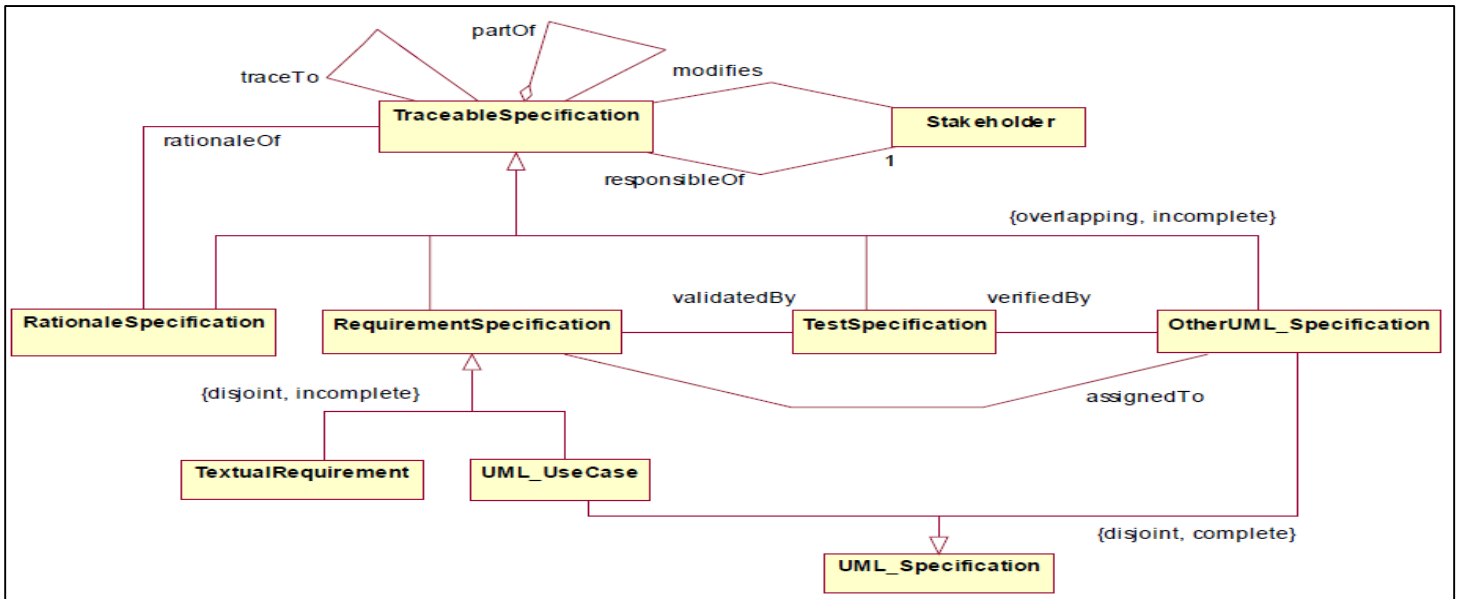 partOf
traceTo
modifies
TraceableSpecification
Stakeholder
rationaleOf
1
responsibleOf
{overlapping, incomplete}
validatedBy
verifiedBy
RationaleSpecification
RequirementSpecification
TestSpecification
OtherUML_Specification
{disjoint, incomplete}
assignedTo
TextualRequirement
UML_UseCase
{disjoint, complete}
UML_Specification